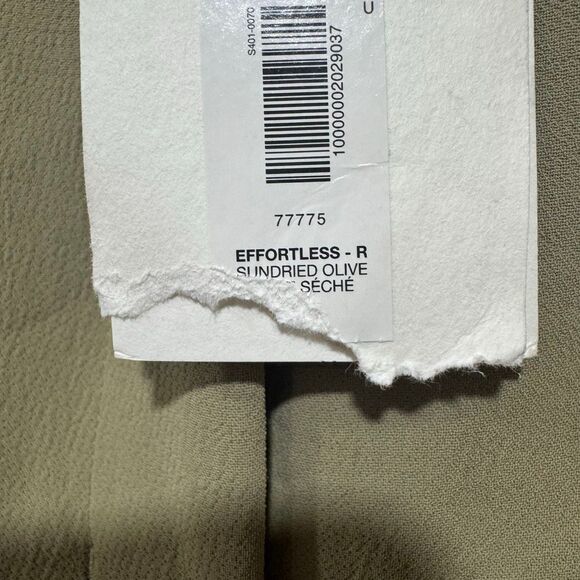 S401-0070
U
10000002029037
77775
EFFORTLESS - R
SUNDRIED OLIVE
SÉCHÉ